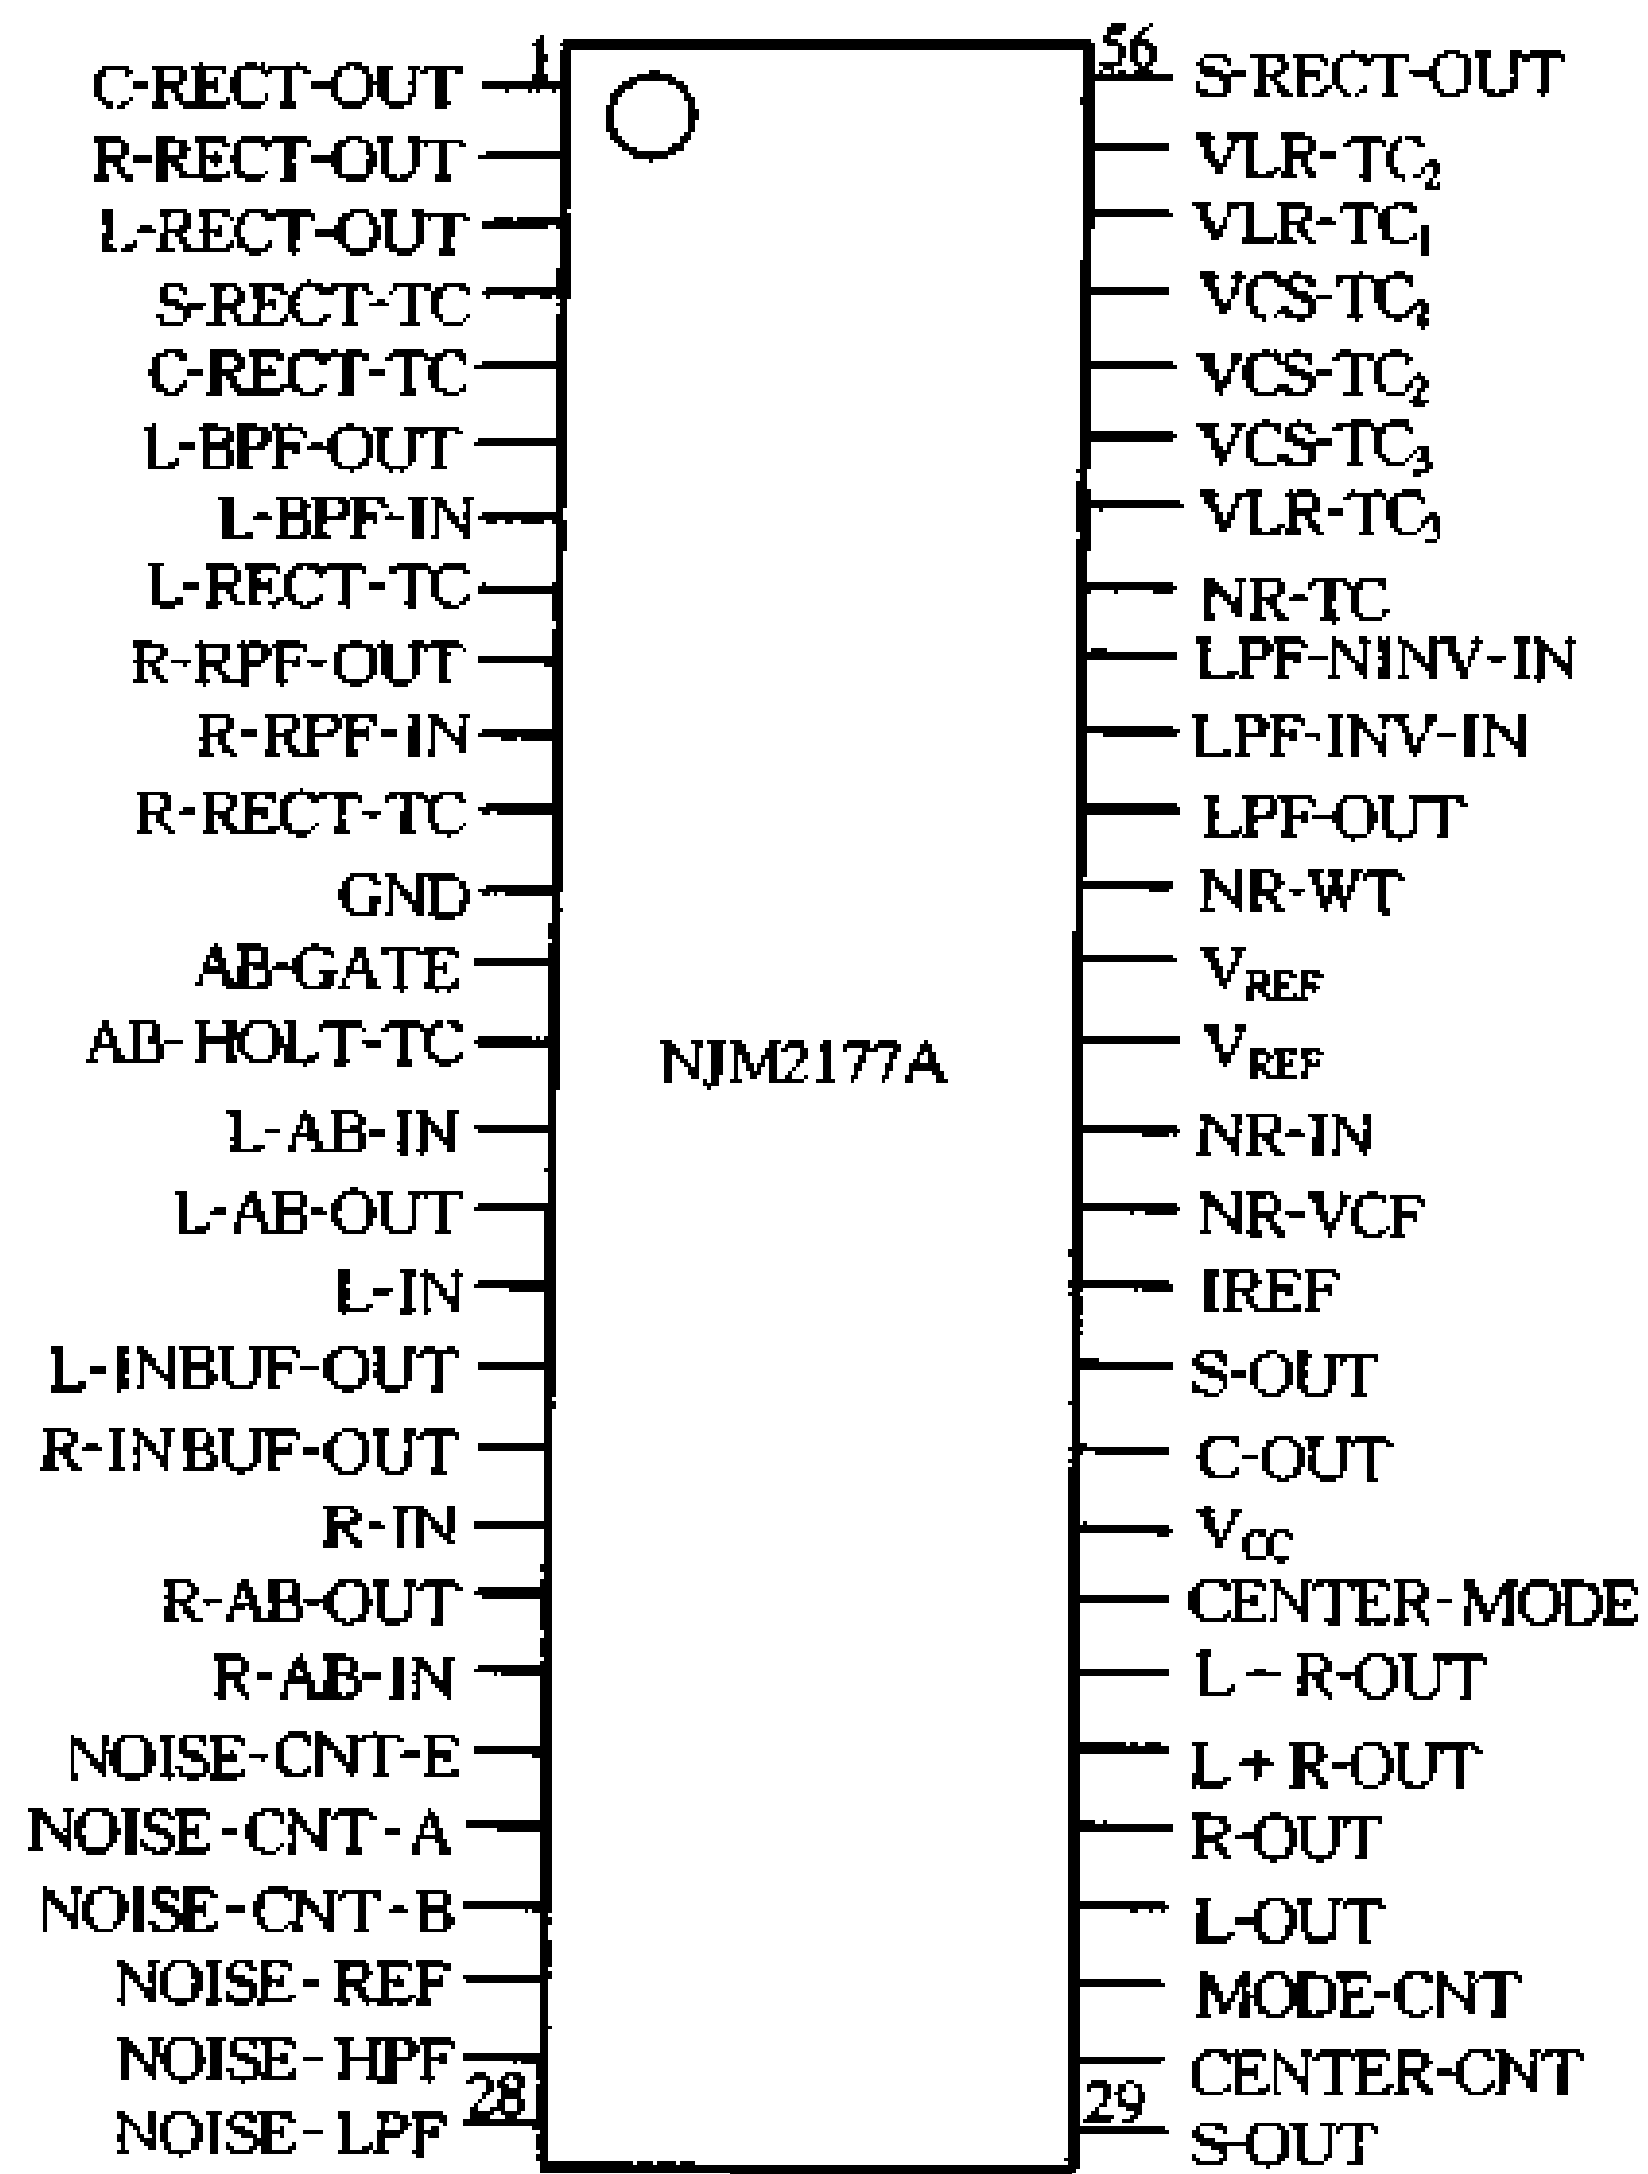 1
C-RECT-OUT
R-RECT-OUT
L-RECT-OUT
S-RECT-TC
C-RECT-TC
L-BPF-OUT
L-BPF-IN
L-RECT-TC
R-RPF-OUT
R-RPF-IN
R-RECT-TC
GND
AB-GATE
AB-HOLT-TC
L-AB-IN
L-AB-OUT
L-IN
L-INBUF-OUT
R-INBUF-OUT
R-IN
R-AB-OUT
R-AB-IN
NOISE-CNT-E
NOISE-CNT-A
NOISE-CNT-B
NOISE-REF
NOISE-HPF
28
NOISE-LPF
NJM2177A
56
S-RECT-OUT
VLR-TC2
VLR-TC1
VCS-TC4
VCS-TC2
VCS-TC3
VLR-TC3
NR-TC
LPF-NINV-IN
LPF-INV-IN
LPF-OUT
NR-WT
VREF
VREF
NR-IN
NR-VCF
IREF
S-OUT
C-OUT
VCC
CENTER-MODE
L-R-OUT
L+R-OUT
R-OUT
L-OUT
MODE-CNT
CENTER-CNT
29
S-OUT